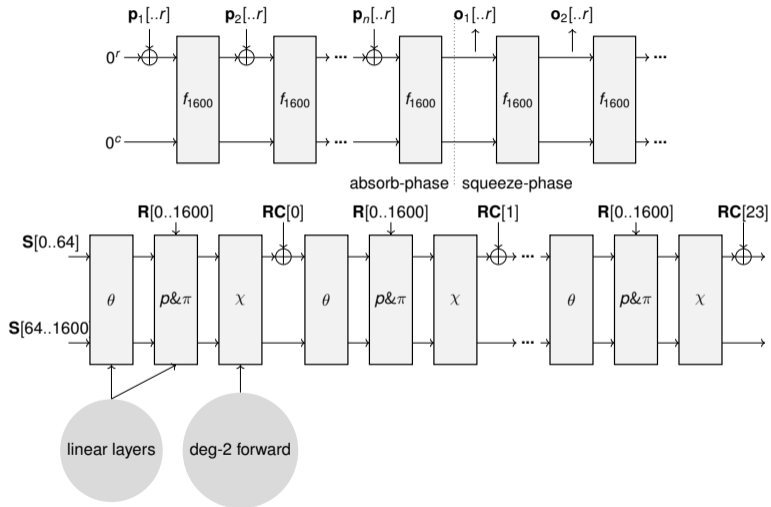 p₁[..r] p₂[..r] pₙ[..r] o₁[..r] o₂[..r]
0ʳ ... ...
f₁₆₀₀ f₁₆₀₀ f₁₆₀₀ f₁₆₀₀ f₁₆₀₀
0ᶜ ... ...
absorb-phase squeeze-phase
R[0..1600] RC[0] R[0..1600] RC[1] R[0..1600] RC[23]
S[0..64] ...
θ p&π χ θ p&π χ θ p&π χ
S[64..1600 ...
linear layers deg-2 forward